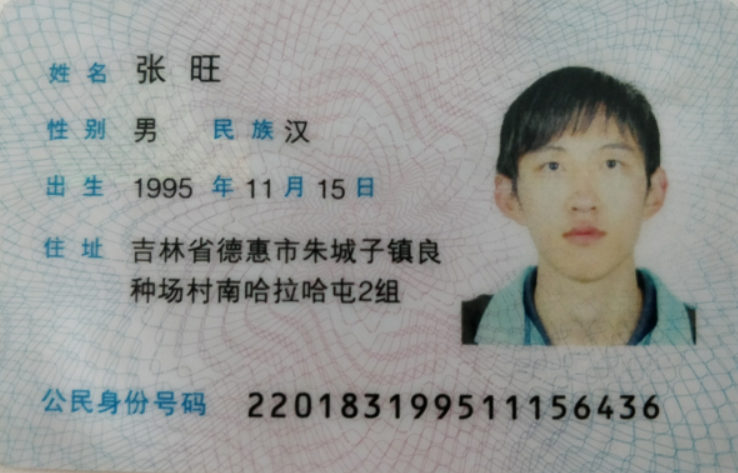 姓名 张旺
性别 男 民族 汉
出生 1995 年 11 月 15 日
住址 吉林省德惠市朱城子镇良
种场村南哈拉哈屯2组
公民身份号码 220183199511156436